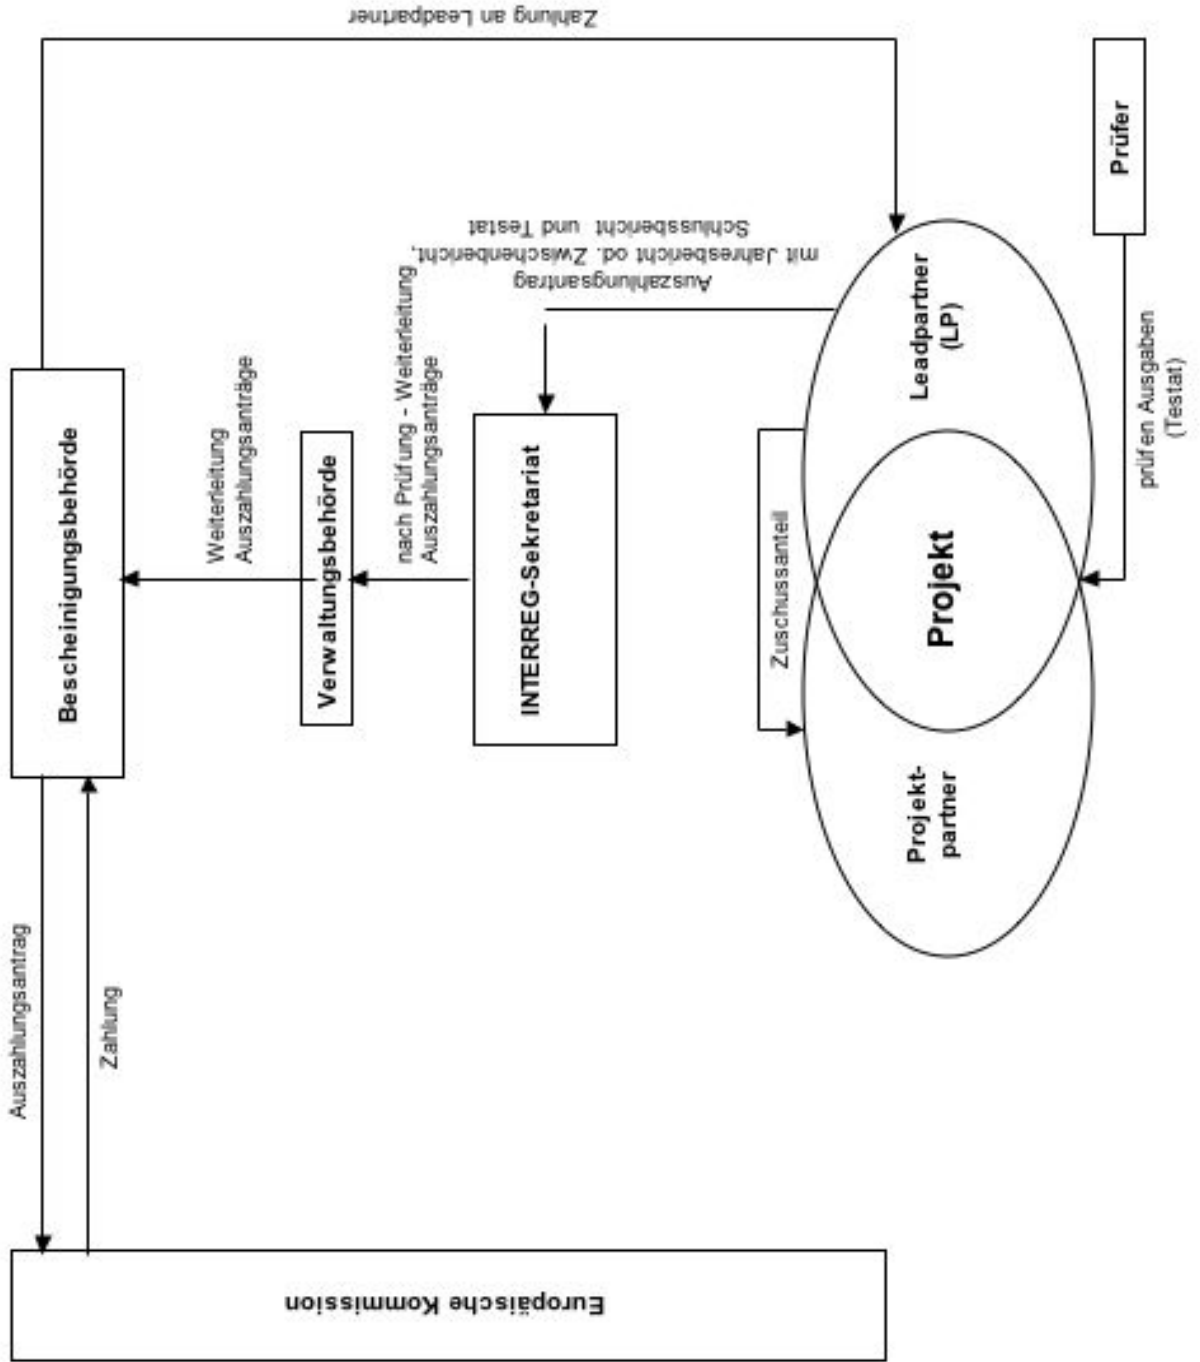 Zahlung an Leadpartner
Bescheinigungsbehörde
Auszahlungsantrag
Zahlung
Weiterleitung
Auszahlungsanträge
Verwaltungsbehörde
nach Prüfung - Weiterleitung
Auszahlungsanträge
INTERREG-Sekretariat
Auszahlungsantrag
mit Jahresbericht od. Zwischenbericht,
Schlussbericht und Testat
Zuschussanteil
Leadpartner
(LP)
Projekt
Projekt-
partner
Prüfer
prüfen Ausgaben
(Testat)
Europäische Kommission